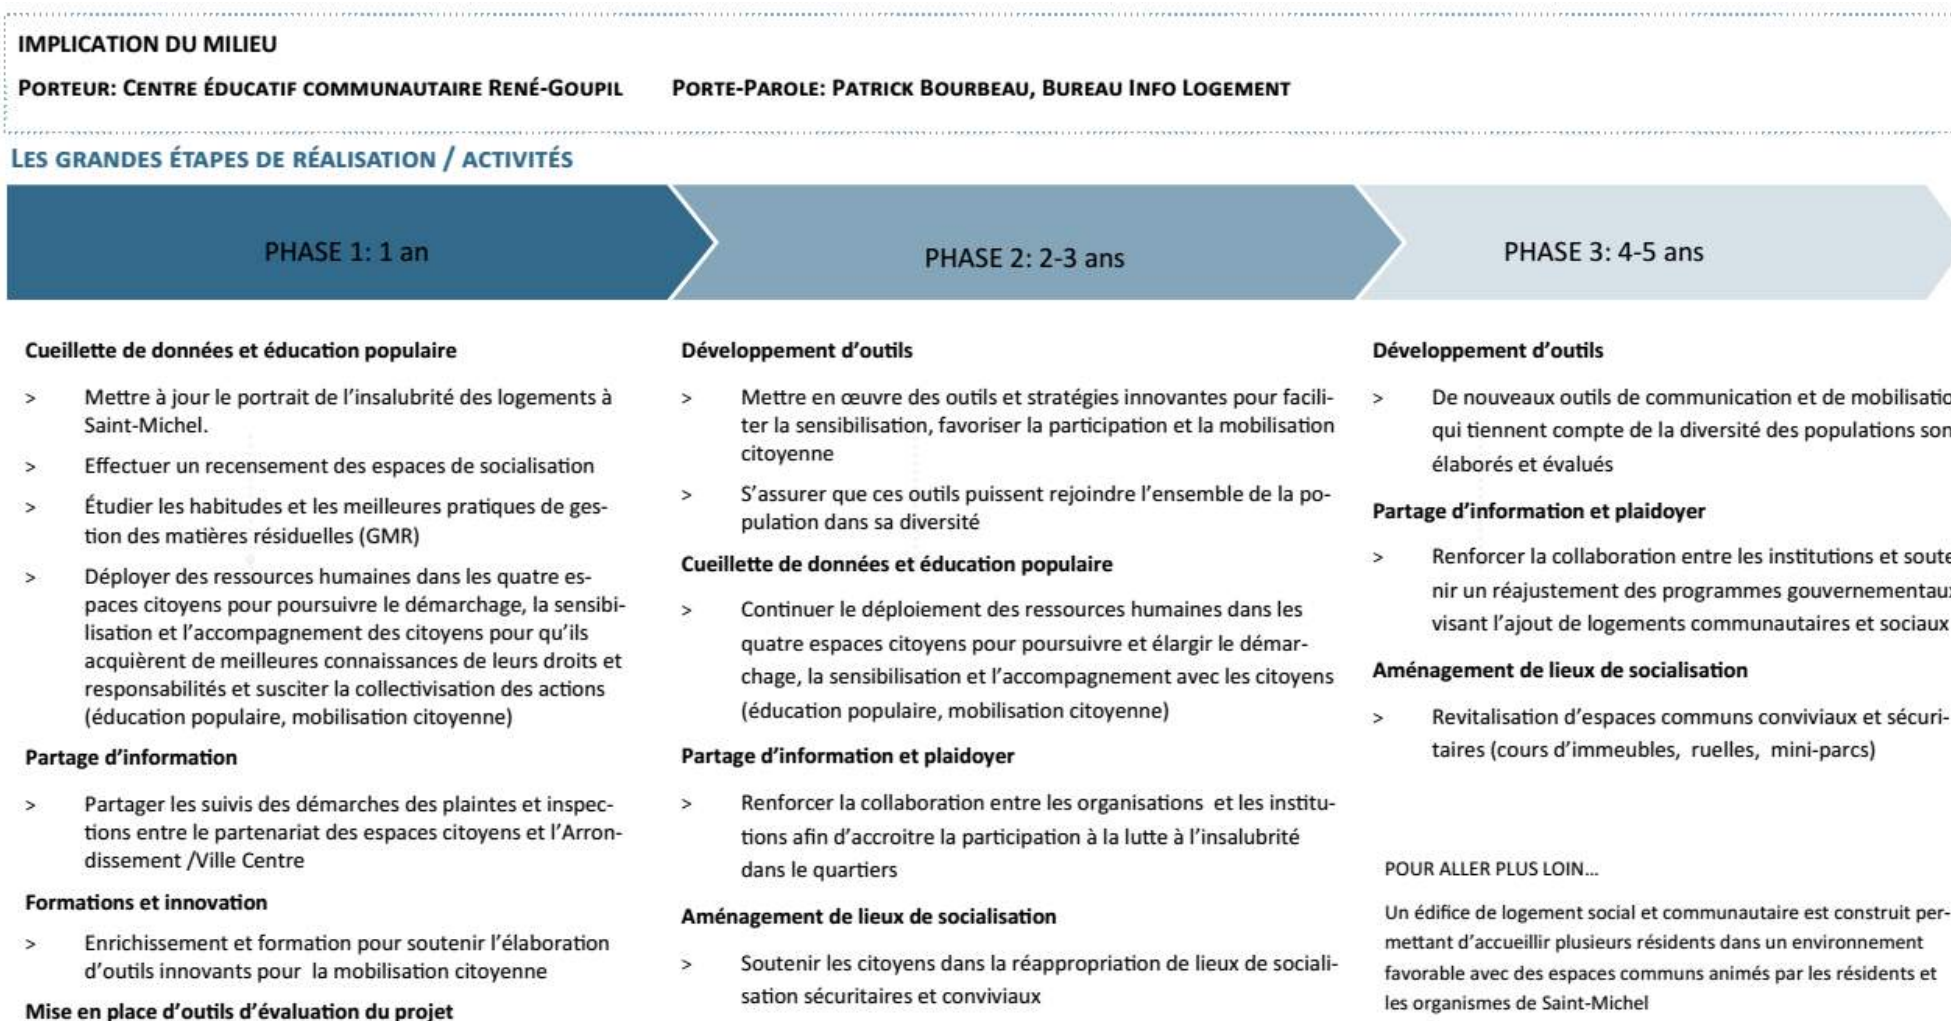 IMPLICATION DU MILIEU
PORTEUR: CENTRE ÉDUCATIF COMMUNAUTAIRE RENÉ-GOUPIL PORTE-PAROLE: PATRICK BOURBEAU, BUREAU INFO LOGEMENT
LES GRANDES ÉTAPES DE RÉALISATION / ACTIVITÉS
PHASE 1: 1 an
PHASE 2: 2-3 ans
PHASE 3: 4-5 ans
Cueillette de données et éducation populaire
> Mettre à jour le portrait de l'insalubrité des logements à
Saint-Michel.
> Effectuer un recensement des espaces de socialisation
> Étudier les habitudes et les meilleures pratiques de ges-
tion des matières résiduelles (GMR)
> Déployer des ressources humaines dans les quatre es-
paces citoyens pour poursuivre le démarchage, la sensibi-
lisation et l'accompagnement des citoyens pour qu'ils
acquièrent de meilleures connaissances de leurs droits et
responsabilités et susciter la collectivisation des actions
(éducation populaire, mobilisation citoyenne)
Partage d'information
> Partager les suivis des démarches des plaintes et inspec-
tions entre le partenariat des espaces citoyens et l'Arron-
dissement /Ville Centre
Formations et innovation
> Enrichissement et formation pour soutenir l'élaboration
d'outils innovants pour la mobilisation citoyenne
Mise en place d'outils d'évaluation du projet
Développement d'outils
> Mettre en œuvre des outils et stratégies innovantes pour facili-
ter la sensibilisation, favoriser la participation et la mobilisation
citoyenne
> S'assurer que ces outils puissent rejoindre l'ensemble de la po-
pulation dans sa diversité
Cueillette de données et éducation populaire
> Continuer le déploiement des ressources humaines dans les
quatre espaces citoyens pour poursuivre et élargir le démar-
chage, la sensibilisation et l'accompagnement avec les citoyens
(éducation populaire, mobilisation citoyenne)
Partage d'information et plaidoyer
> Renforcer la collaboration entre les organisations et les institu-
tions afin d'accroitre la participation à la lutte à l'insalubrité
dans le quartiers
Aménagement de lieux de socialisation
> Soutenir les citoyens dans la réappropriation de lieux de sociali-
sation sécuritaires et conviviaux
Développement d'outils
> De nouveaux outils de communication et de mobilisatio
qui tiennent compte de la diversité des populations son
élaborés et évalués
Partage d'information et plaidoyer
> Renforcer la collaboration entre les institutions et soute
nir un réajustement des programmes gouvernementaux
visant l'ajout de logements communautaires et sociaux
Aménagement de lieux de socialisation
> Revitalisation d'espaces communs conviviaux et sécuri-
taires (cours d'immeubles, ruelles, mini-parcs)
POUR ALLER PLUS LOIN...
Un édifice de logement social et communautaire est construit per-
mettant d'accueillir plusieurs résidents dans un environnement
favorable avec des espaces communs animés par les résidents et
les organismes de Saint-Michel